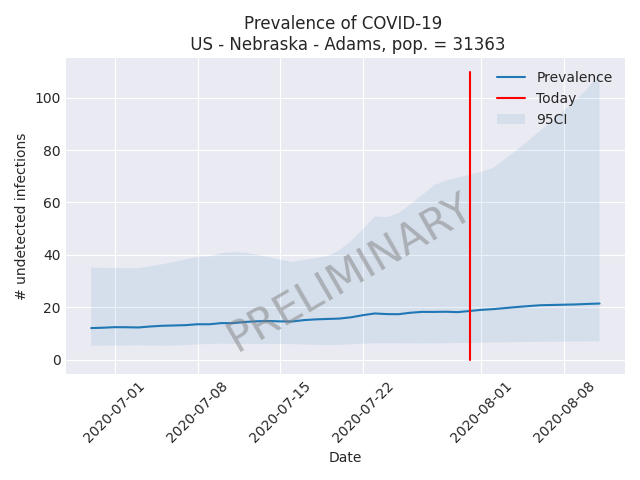 Prevalence of COVID-19
US - Nebraska - Adams, pop. = 31363
Prevalence
Today
95CI
100
80
60
40
20
0
# undetected infections
PRELIMINARY
2020-07-01
2020-07-08
2020-07-15
2020-07-22
2020-08-01
2020-08-08
Date